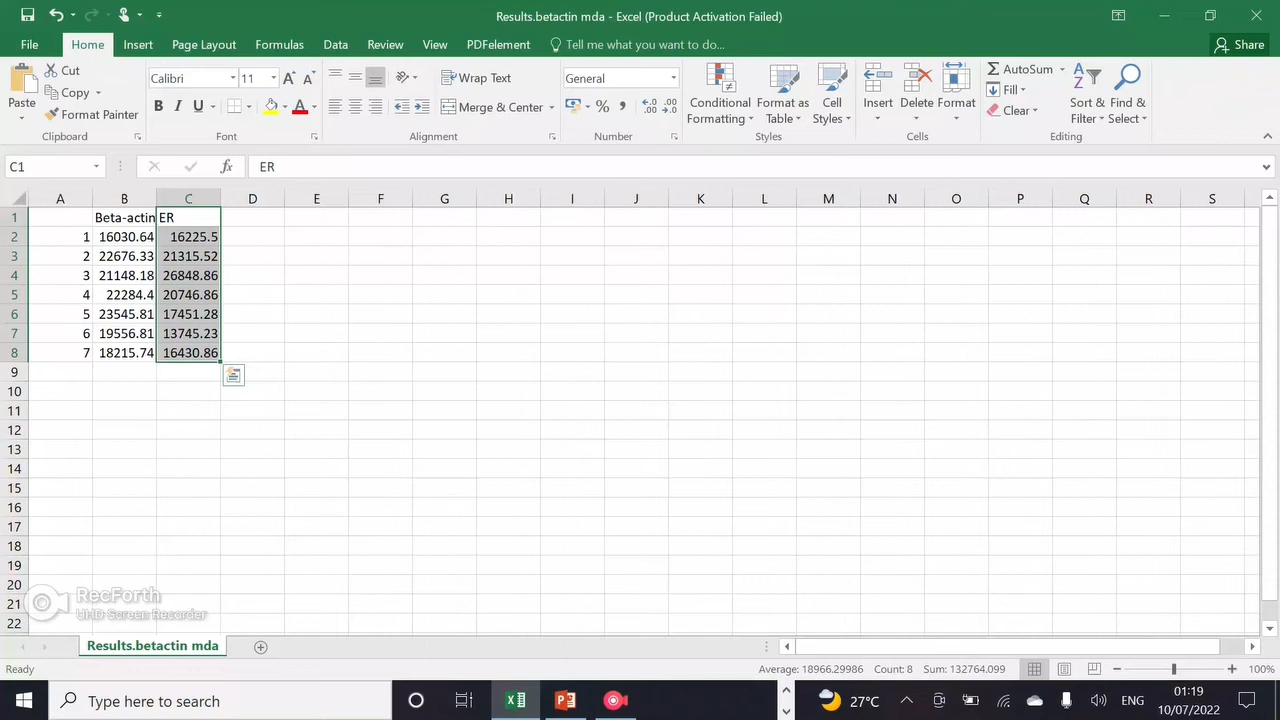 Results.betactin mda - Excel (Product Activation Failed)
File Home Insert Page Layout Formulas Data Review View PDFelement Tell me what you want to do... Share
Paste
Cut
Copy
Format Painter
Clipboard
Calibri 11
B I U
Font
Wrap Text
Merge & Center
Alignment
General
Number
Conditional Formatting
Format as Table
Cell Styles
Styles
Insert Delete Format
Cells
AutoSum
Fill
Clear
Sort & Filter
Find & Select
Editing
C1 fx ER
A B C D E F G H I J K L M N O P Q R S
1 Beta-actin ER
2 1 16030.64 16225.5
3 2 22676.33 21315.52
4 3 21148.18 26848.86
5 4 22284.4 20746.86
6 5 23545.81 17451.28
7 6 19556.81 13745.23
8 7 18215.74 16430.86
9
10
11
12
13
14
15
16
17
18
19
20
21
22
RecForth
UHD Screen Recorder
Results.betactin mda
Ready Average: 18966.29986 Count: 8 Sum: 132764.099 100%
Type here to search 27°C ENG 01:19
10/07/2022